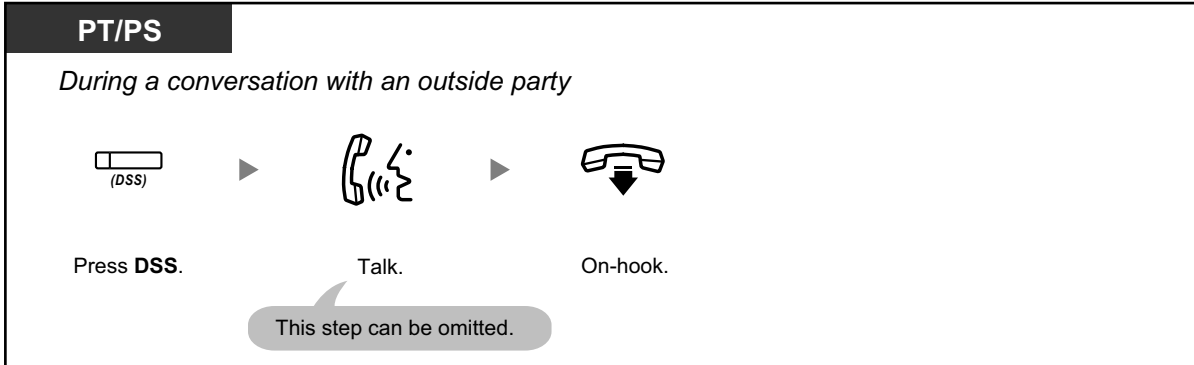 PT/PS
During a conversation with an outside party
(DSS)
Press DSS.
Talk.
On-hook.
This step can be omitted.